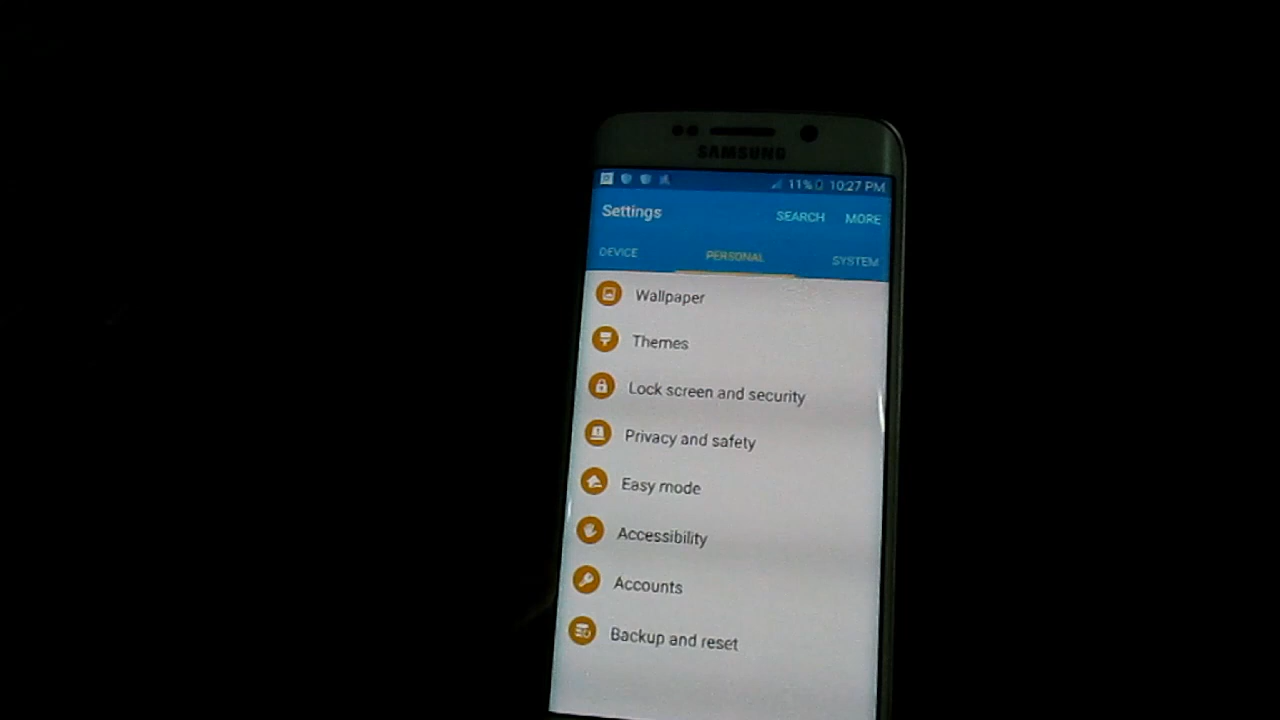 SAMSUNG
11% 10:27 PM
Settings SEARCH MORE
DEVICE PERSONAL SYSTEM
Wallpaper
Themes
Lock screen and security
Privacy and safety
Easy mode
Accessibility
Accounts
Backup and reset